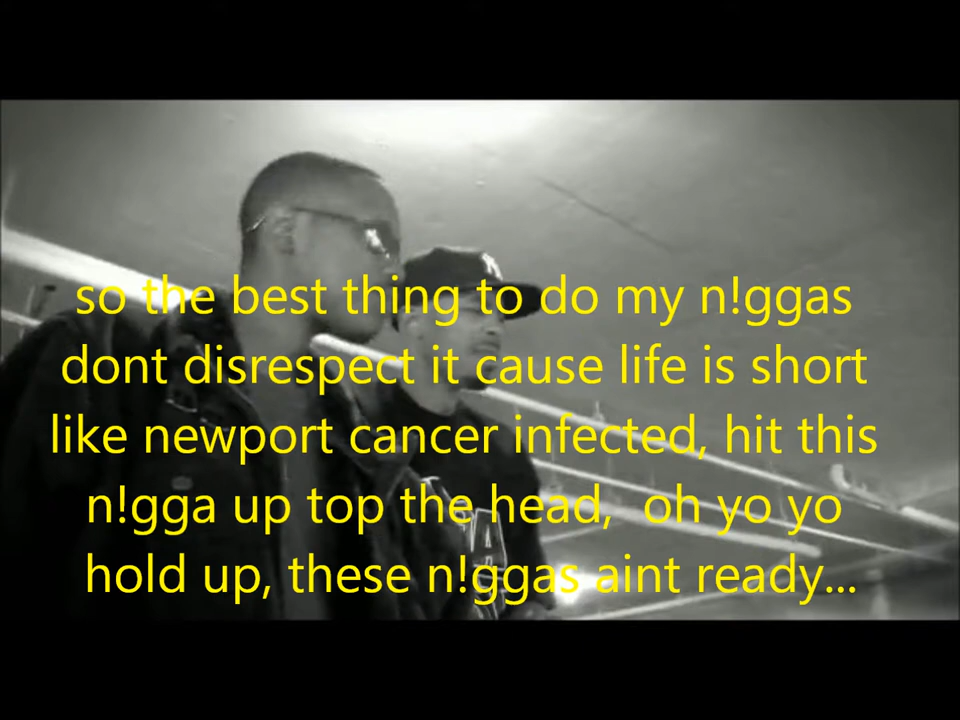 so the best thing to do my n!ggas
dont disrespect it cause life is short
like newport cancer infected, hit this
n!gga up top the head,  oh yo yo
hold up, these n!ggas aint ready...